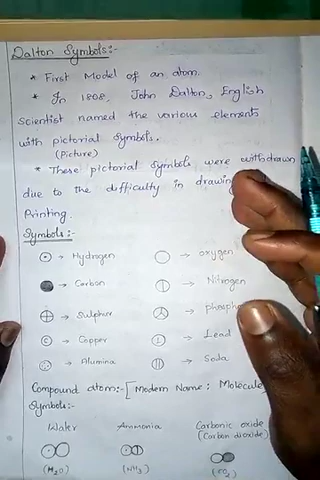 Dalton Symbols:-
* First Model of an atom.
* In 1808, John Dalton, English
scientist named the various elements
with pictorial symbols.
(Picture)
* These pictorial symbols were withdrawn
due to the difficulty in drawing
Printing.
Symbols:-
→ Hydrogen → oxygen
→ Carbon → Nitrogen
→ Sulphur → phospho
C → Copper L → Lead
→ Alumina → Soda
Compound atom:- [Modern Name: Molecule
Symbols:-
Water Ammonia Carbonic oxide
(Carbon dioxide)
(H2O) (NH3) (CO2)